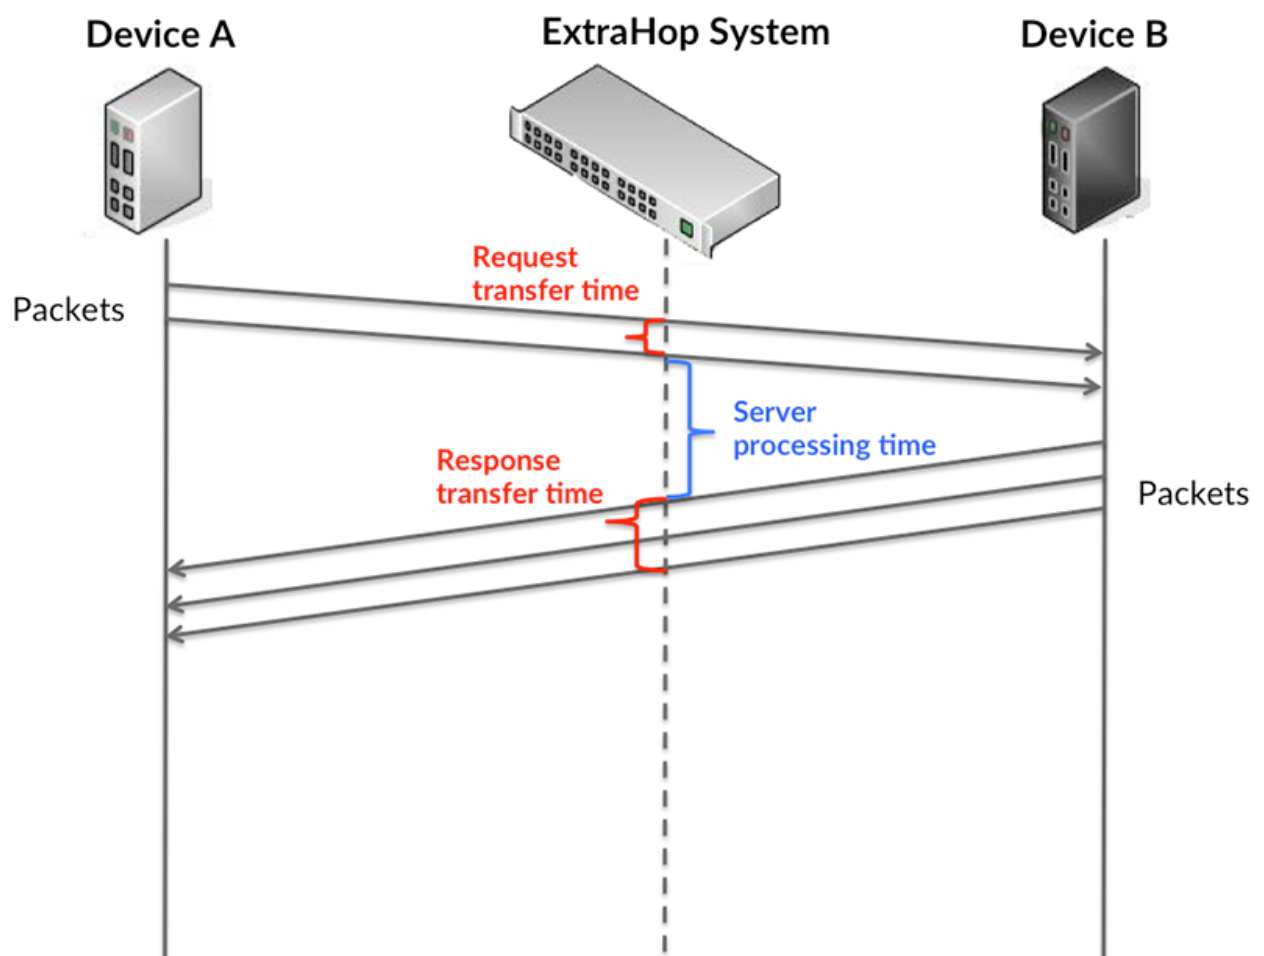 Device A
ExtraHop System
Device B
Request
transfer time
Packets
Server
processing time
Response
transfer time
Packets